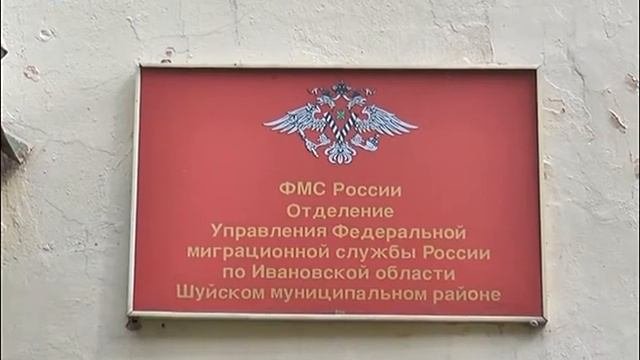 ФМС России
Отделение
Управления Федеральной
миграционной службы России
по Ивановской области
Шуйском муниципальном районе